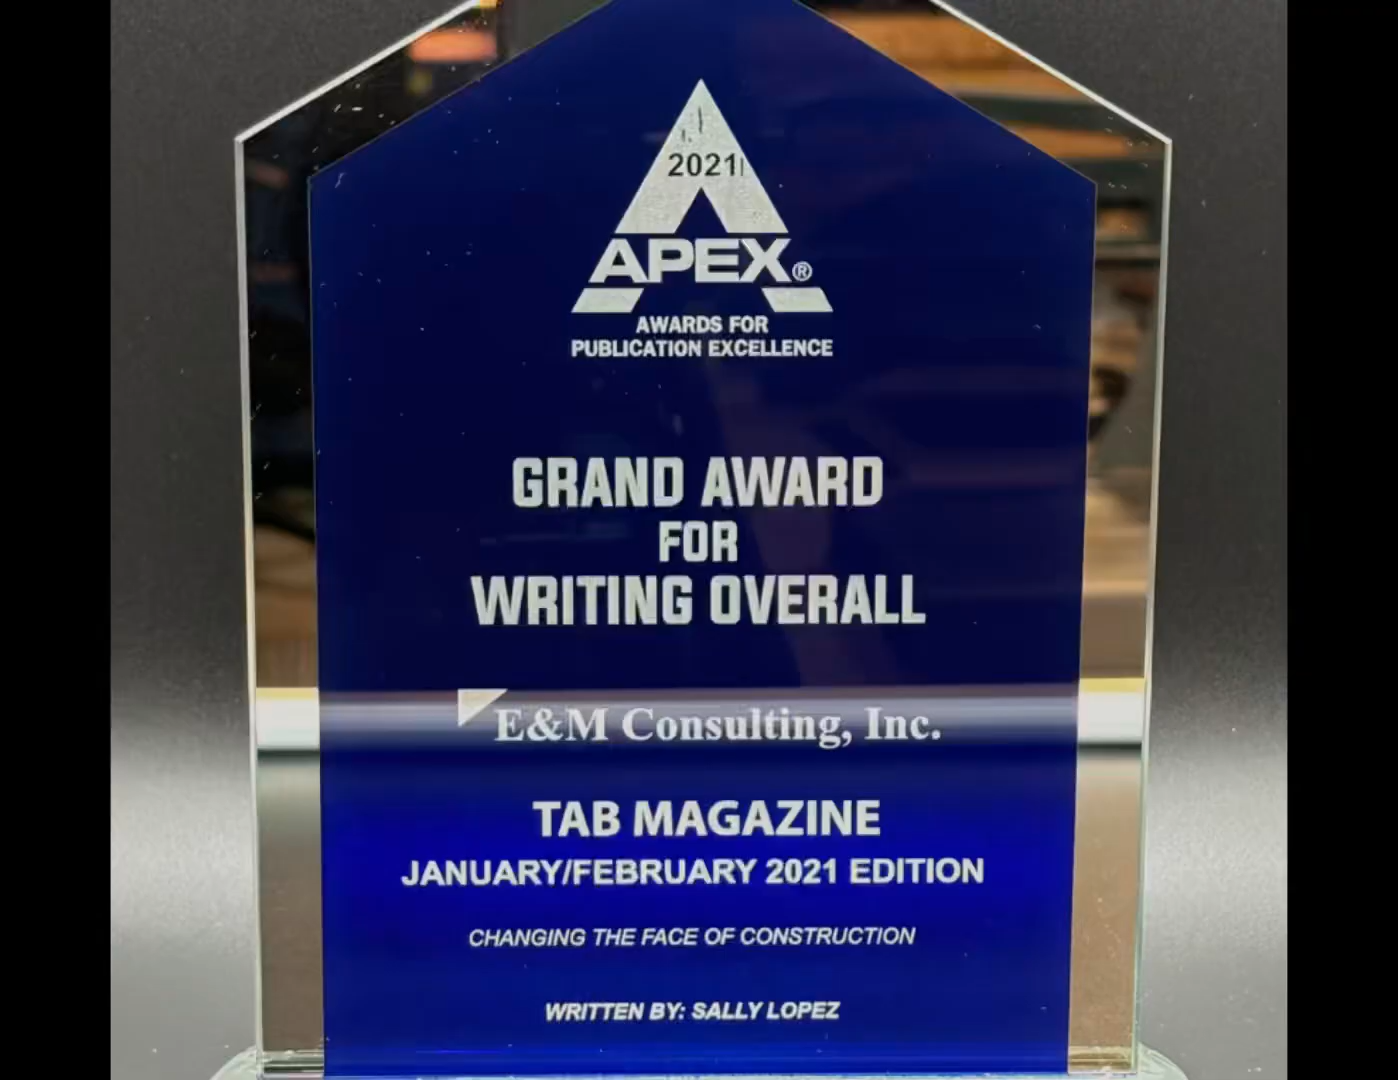 2021
APEX®
AWARDS FOR
PUBLICATION EXCELLENCE
GRAND AWARD
FOR
WRITING OVERALL
E&M Consulting, Inc.
TAB MAGAZINE
JANUARY/FEBRUARY 2021 EDITION
CHANGING THE FACE OF CONSTRUCTION
WRITTEN BY: SALLY LOPEZ